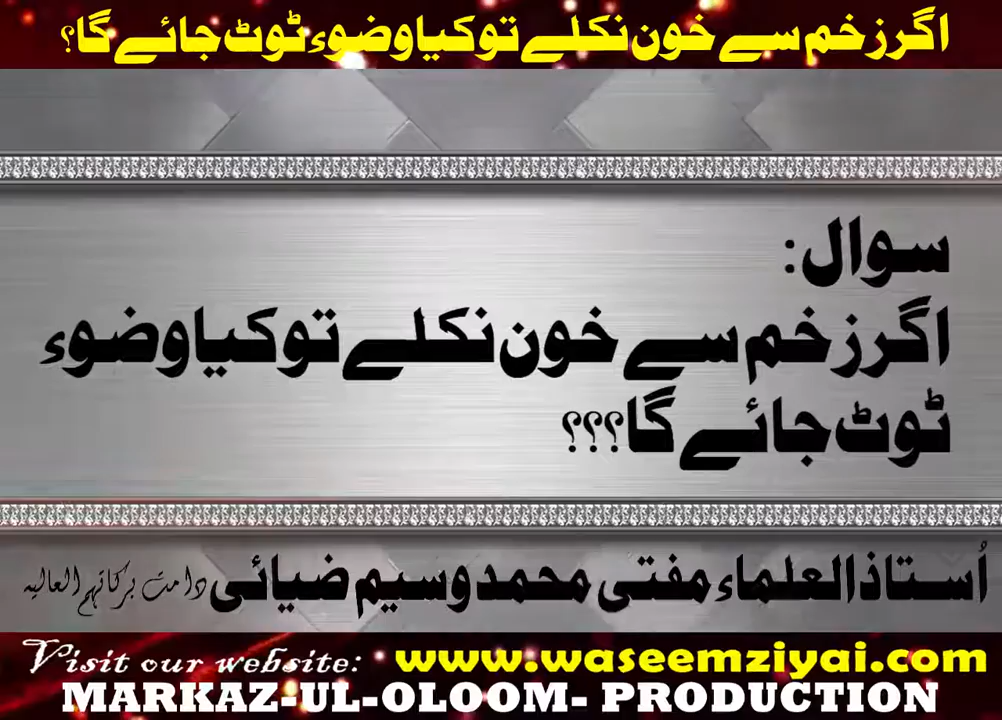 اگر زخم سے خون نکلے تو کیا وضوء ٹوٹ جائے گا؟
سوال:
اگر زخم سے خون نکلے تو کیا وضوء
ٹوٹ جائے گا؟؟؟
اُستاذ العلماء مفتی محمد وسیم ضیائی دامت برکاتہم العالیہ
Visit our website: www.waseemziyai.com
MARKAZ-UL-OLOOM- PRODUCTION